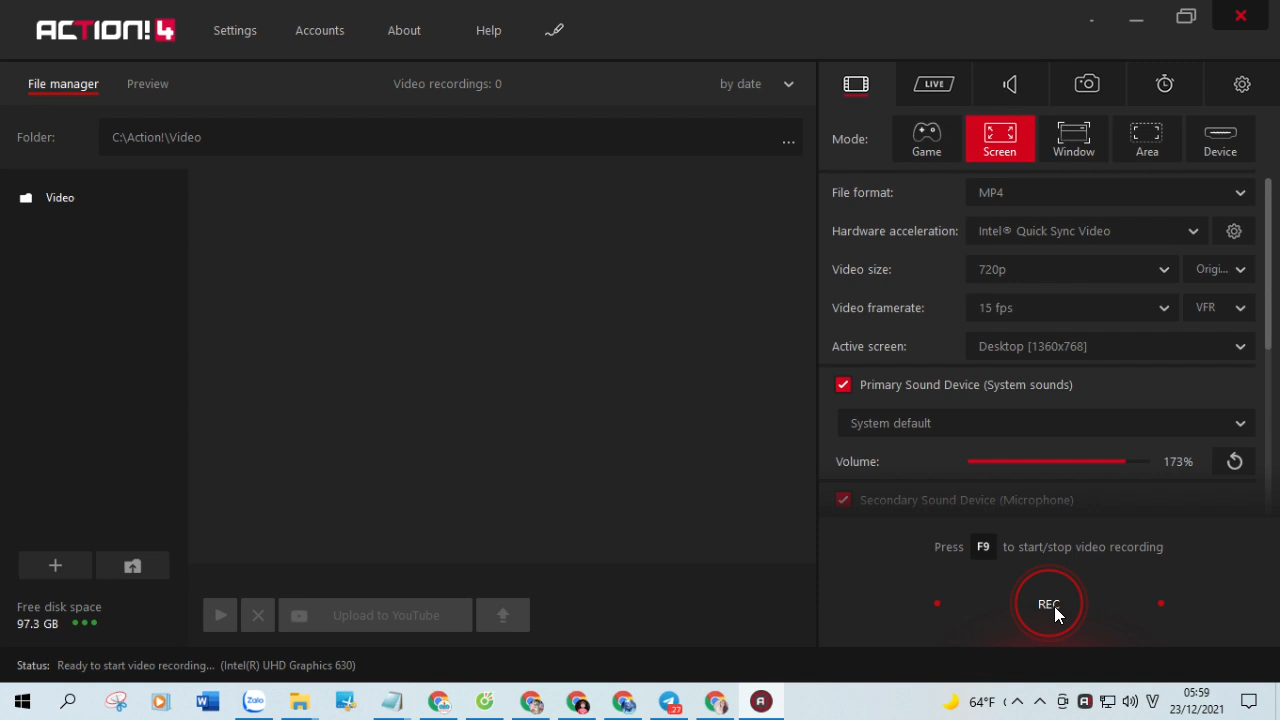 ACTION! 4
Settings
Accounts
About
Help
File manager
Preview
Video recordings: 0
by date
Folder:
C:\Action!\Video
...
Video
Free disk space
97.3 GB
Upload to YouTube
LIVE
Mode:
Game
Screen
Window
Area
Device
File format:
MP4
Hardware acceleration:
Intel® Quick Sync Video
Video size:
720p
Origi...
Video framerate:
15 fps
VFR
Active screen:
Desktop [1360x768]
Primary Sound Device (System sounds)
System default
Volume:
173%
Secondary Sound Device (Microphone)
Press F9 to start/stop video recording
REC
Status: Ready to start video recording... (Intel(R) UHD Graphics 630)
Zalo
27
64°F
05:59
23/12/2021